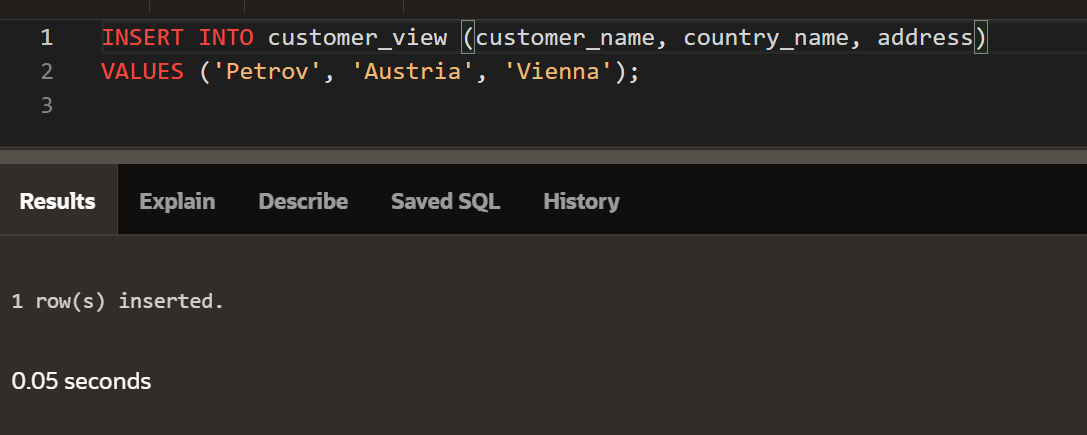 1 INSERT INTO customer_view (customer_name, country_name, address)
2 VALUES ('Petrov', 'Austria', 'Vienna');
3
Results Explain Describe Saved SQL History
1 row(s) inserted.
0.05 seconds